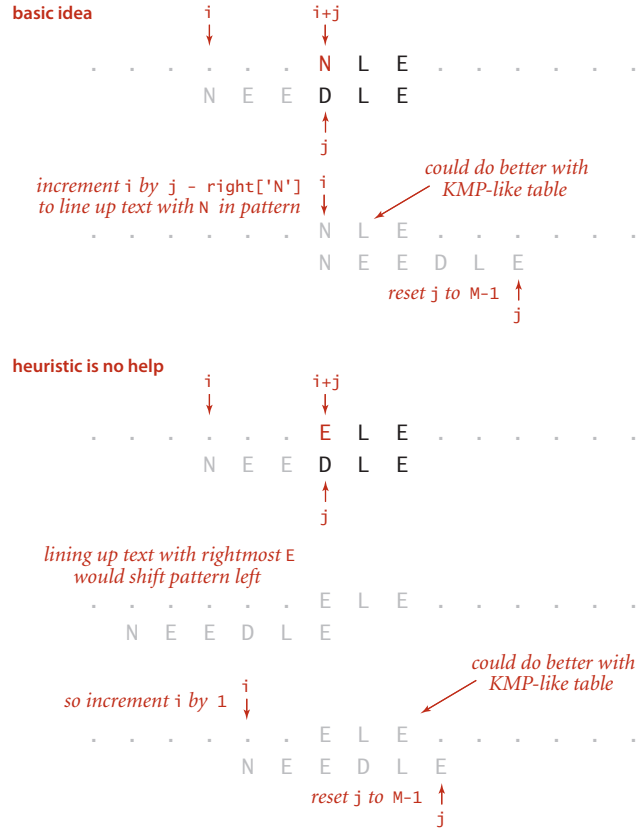 basic idea
i i+j
. . . . . . N L E . . . . . .
N E E D L E
j
could do better with
KMP-like table
increment i by j - right['N'] i
to line up text with N in pattern
. . . . . . N L E . . . . . .
N E E D L E
reset j to M-1
j
heuristic is no help
i i+j
. . . . . . E L E . . . . . .
N E E D L E
j
lining up text with rightmost E
would shift pattern left
. . . . . . E L E . . . . . .
N E E D L E
could do better with
KMP-like table
so increment i by 1 i
. . . . . . E L E . . . . . .
N E E D L E
reset j to M-1
j